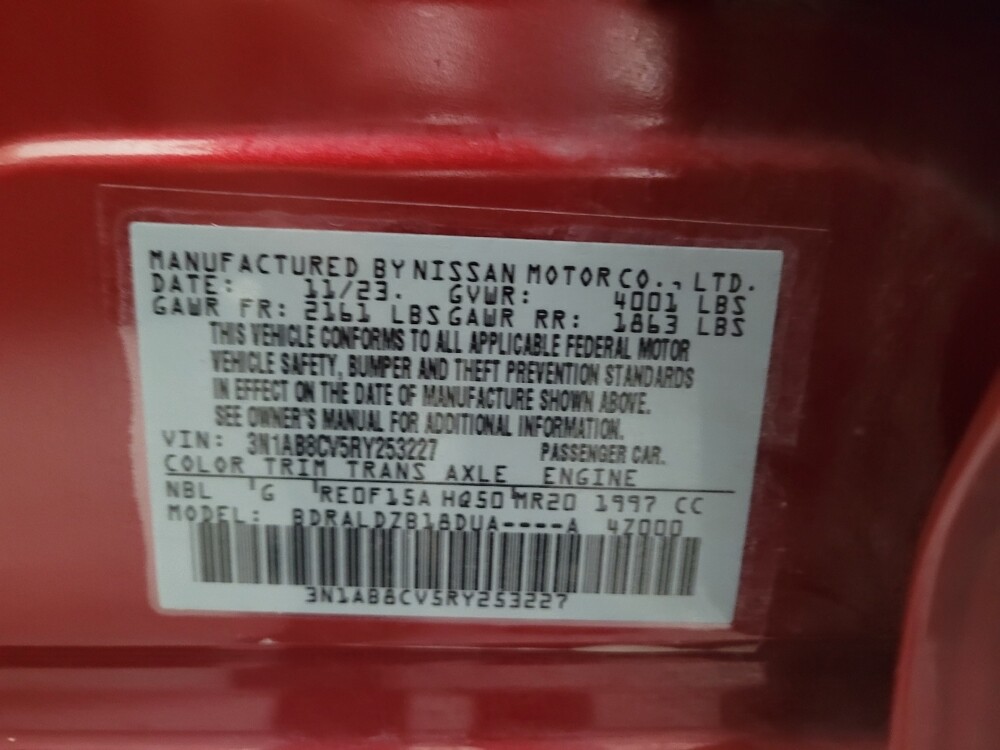 MANUFACTURED BY NISSAN MOTOR CO., LTD.
DATE: 11/23. GVWR: 4001 LBS
GAWR FR: 2161 LBS GAWR RR: 1863 LBS
THIS VEHICLE CONFORMS TO ALL APPLICABLE FEDERAL MOTOR
VEHICLE SAFETY, BUMPER AND THEFT PREVENTION STANDARDS
IN EFFECT ON THE DATE OF MANUFACTURE SHOWN ABOVE.
SEE OWNER'S MANUAL FOR ADDITIONAL INFORMATION.
VIN: 3N1AB8CV5RY253227 PASSENGER CAR.
COLOR TRIM TRANS AXLE ENGINE
NBL G RE0F15A HQ50 MR20 1997 CC
MODEL: BDRALDZB18DUA----A 4Z000
3N1AB8CV5RY253227